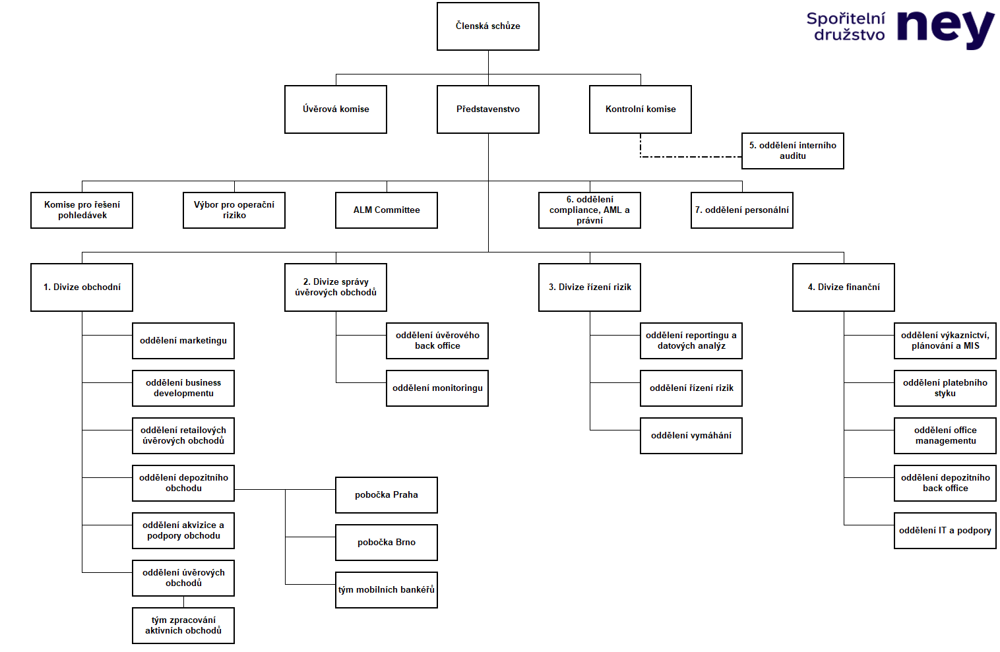 Členská schůze
Spořitelní
družstvo
ney
Úvěrová komise
Představenstvo
Kontrolní komise
5. oddělení interního
auditu
Komise pro řešení
pohledávek
Výbor pro operační
riziko
ALM Committee
6. oddělení
compliance, AML a
právní
7. oddělení personální
1. Divize obchodní
2. Divize správy
úvěrových obchodů
3. Divize řízení rizik
4. Divize finanční
oddělení marketingu
oddělení business
developmentu
oddělení retailových
úvěrových obchodů
oddělení depozitního
obchodu
oddělení akvizice a
podpory obchodu
oddělení úvěrových
obchodů
tým zpracování
aktivních obchodů
pobočka Praha
pobočka Brno
tým mobilních bankéřů
oddělení úvěrového
back office
oddělení monitoringu
oddělení reportingu a
datových analýz
oddělení řízení rizik
oddělení vymáhání
oddělení výkaznictví,
plánování a MIS
oddělení platebního
styku
oddělení office
managementu
oddělení depozitního
back office
oddělení IT a podpory